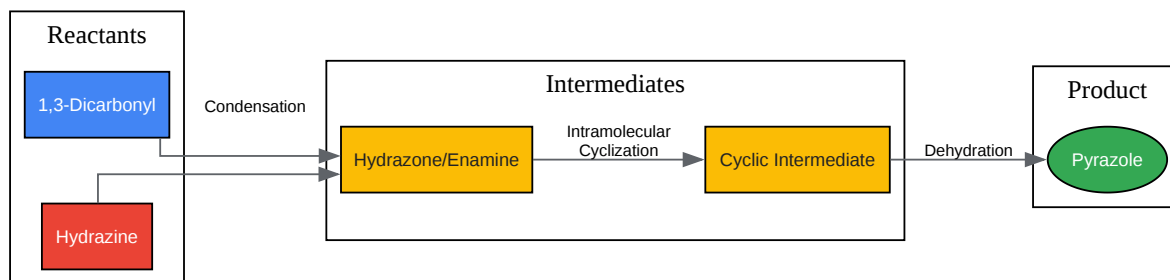 Reactants
1,3-Dicarbonyl
Hydrazine
Condensation
Intermediates
Hydrazone/Enamine
Intramolecular
Cyclization
Cyclic Intermediate
Dehydration
Product
Pyrazole